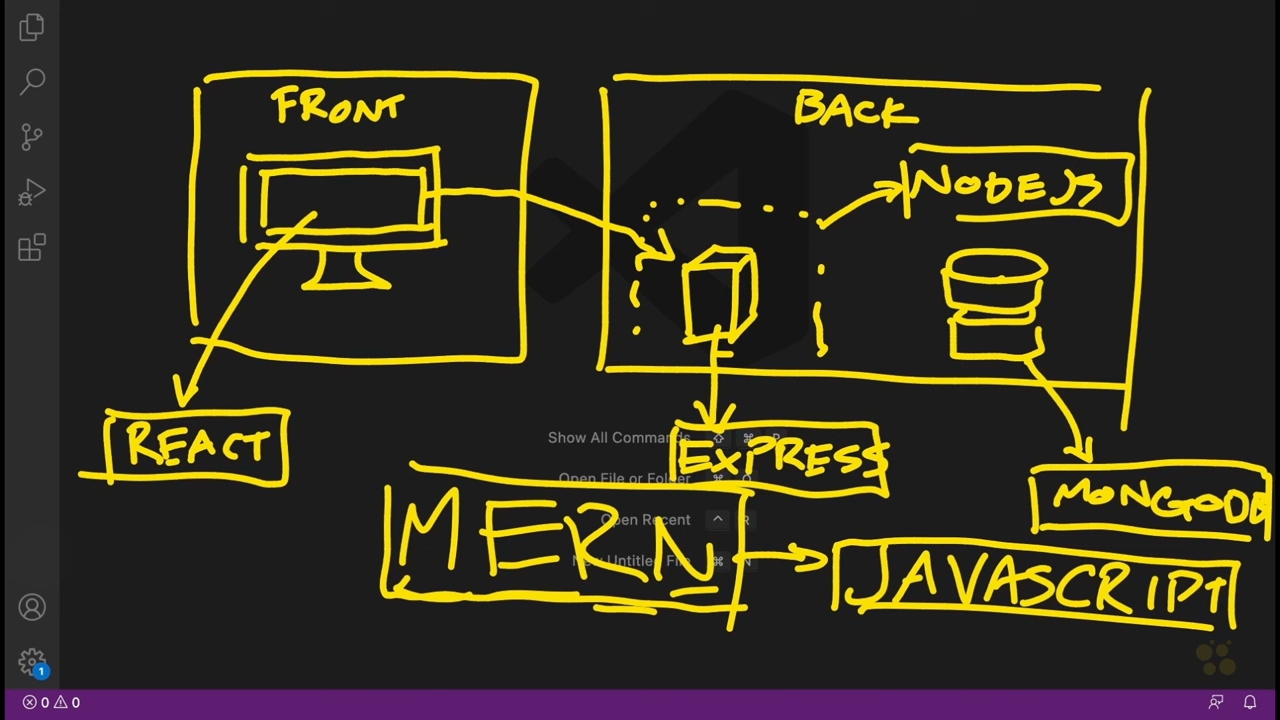 FRONT
BACK
NODEJS
REACT
Show All Commands ⇧ ⌘ P
EXPRESS
Open File or Folder ⌘ O
MONGODB
Open Recent ^ R
MERN
New Untitled File ⌘ N
JAVASCRIPT
1
0 0